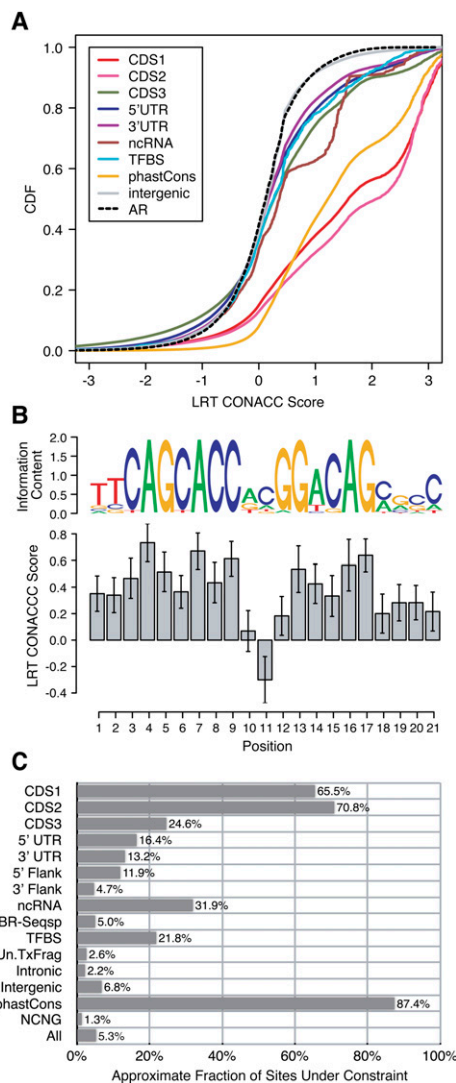 A
CDF
1.0
0.8
0.6
0.4
0.2
0.0
CDS1
CDS2
CDS3
5'UTR
3'UTR
ncRNA
TFBS
phastCons
intergenic
AR
-3 -2 -1 0 1 2 3
LRT CONACC Score
B
Information
Content
2.0
1.5
1.0
0.5
0.0
TTCAGCACCACGGACAGCGCC
LRT CONACCC Score
0.8
0.6
0.4
0.2
0.0
-0.2
-0.4
1 2 3 4 5 6 7 8 9 10 11 12 13 14 15 16 17 18 19 20 21
Position
C
CDS1 65.5%
CDS2 70.8%
CDS3 24.6%
5' UTR 16.4%
3' UTR 13.2%
5' Flank 11.9%
3' Flank 4.7%
ncRNA 31.9%
BR-Seqsp 5.0%
TFBS 21.8%
Un.TxFrag 2.6%
Intronic 2.2%
Intergenic 6.8%
phastCons 87.4%
NCNG 1.3%
All 5.3%
0% 20% 40% 60% 80% 100%
Approximate Fraction of Sites Under Constraint